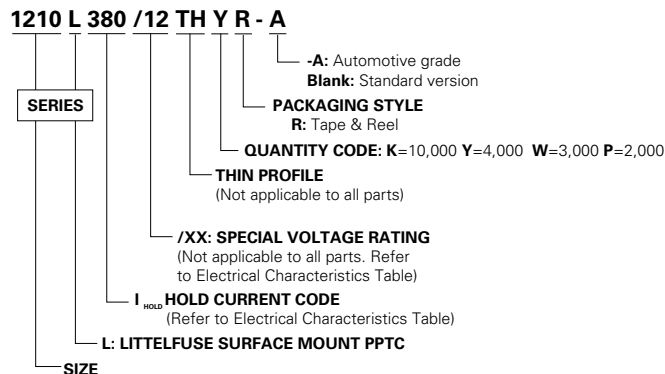 1210 L 380 /12 TH Y R - A
-A: Automotive grade
Blank: Standard version
SERIES
PACKAGING STYLE
R: Tape & Reel
QUANTITY CODE: K=10,000 Y=4,000 W=3,000 P=2,000
THIN PROFILE
(Not applicable to all parts)
/XX: SPECIAL VOLTAGE RATING
(Not applicable to all parts. Refer
to Electrical Characteristics Table)
I HOLD HOLD CURRENT CODE
(Refer to Electrical Characteristics Table)
L: LITTELFUSE SURFACE MOUNT PPTC
SIZE